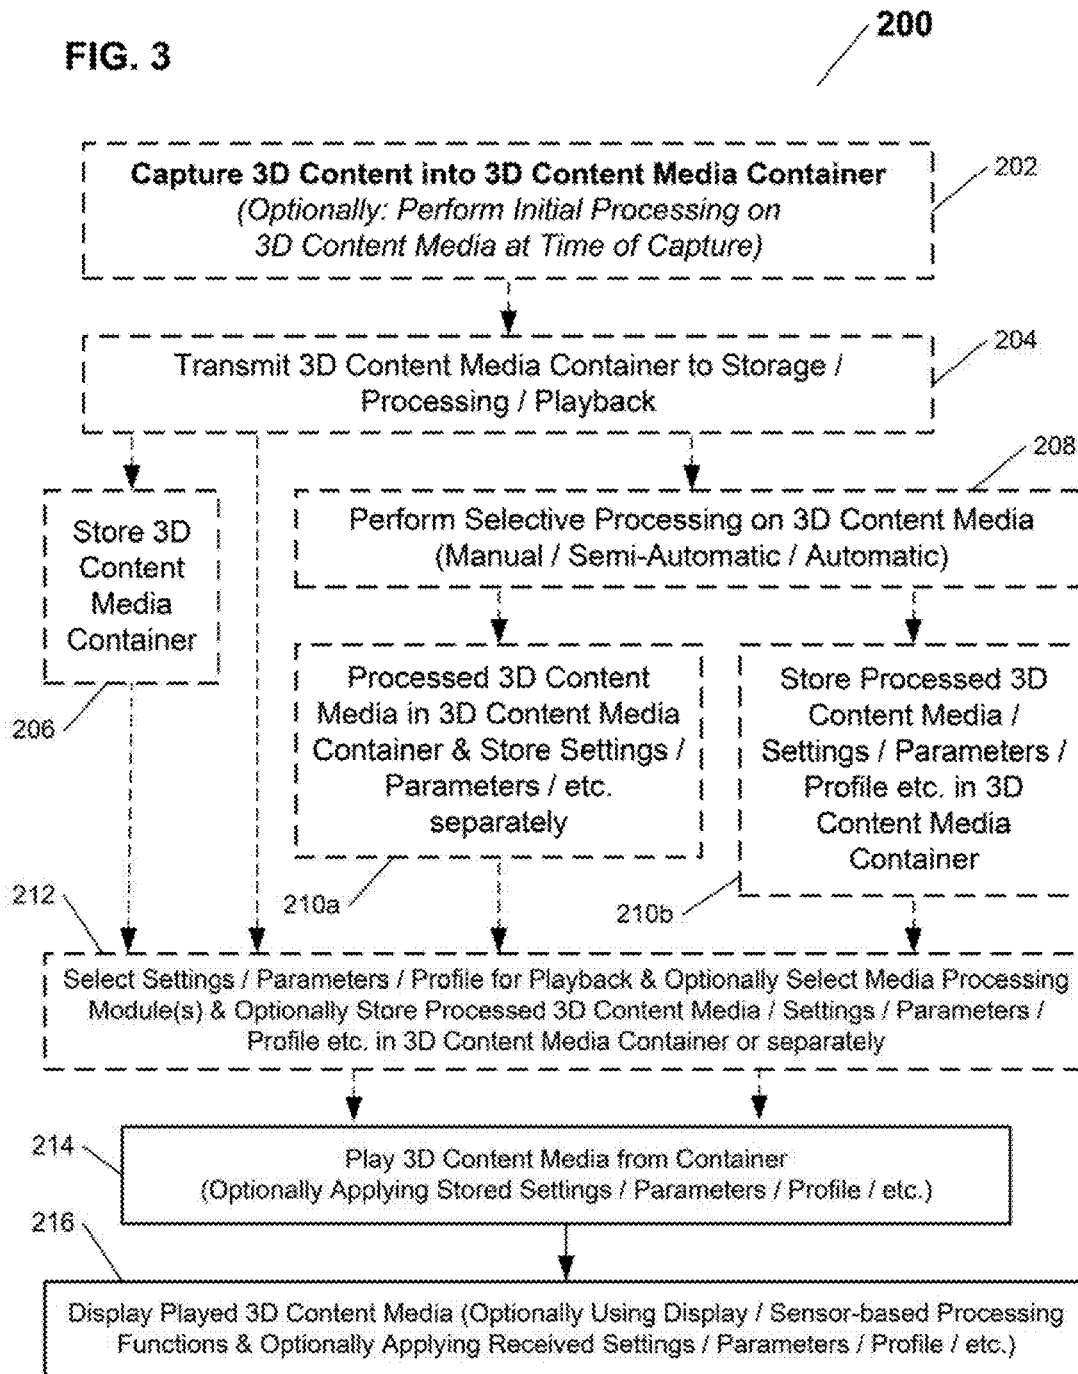 FIG. 3
200
Capture 3D Content into 3D Content Media Container
(Optionally: Perform Initial Processing on
3D Content Media at Time of Capture)
202
Transmit 3D Content Media Container to Storage /
Processing / Playback
204
208
Store 3D
Content
Media
Container
206
Perform Selective Processing on 3D Content Media
(Manual / Semi-Automatic / Automatic)
Processed 3D Content
Media in 3D Content Media
Container & Store Settings /
Parameters / etc.
separately
210a
Store Processed 3D
Content Media /
Settings / Parameters /
Profile etc. in 3D
Content Media
Container
210b
212
Select Settings / Parameters / Profile for Playback & Optionally Select Media Processing
Module(s) & Optionally Store Processed 3D Content Media / Settings / Parameters /
Profile etc. in 3D Content Media Container or separately
214
Play 3D Content Media from Container
(Optionally Applying Stored Settings / Parameters / Profile / etc.)
216
Display Played 3D Content Media (Optionally Using Display / Sensor-based Processing
Functions & Optionally Applying Received Settings / Parameters / Profile / etc.)